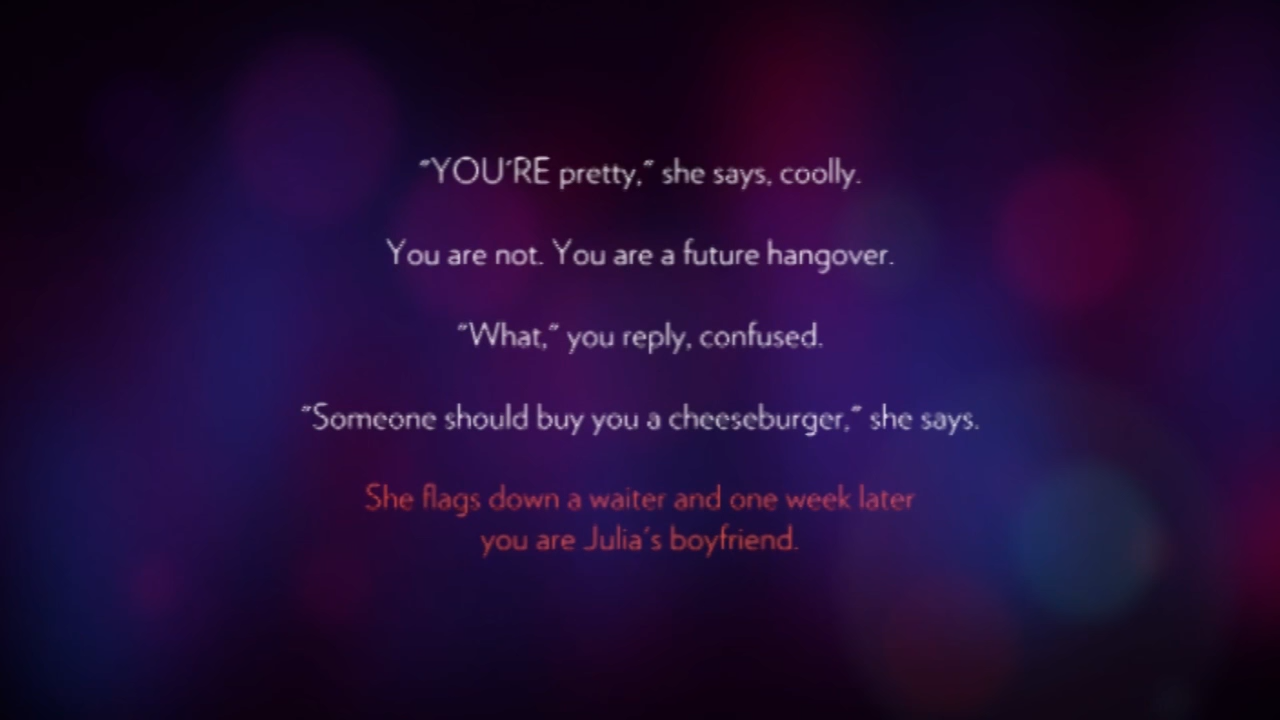 "YOU'RE pretty," she says, coolly.
You are not. You are a future hangover.
"What," you reply, confused.
"Someone should buy you a cheeseburger," she says.
She flags down a waiter and one week later
you are Julia's boyfriend.